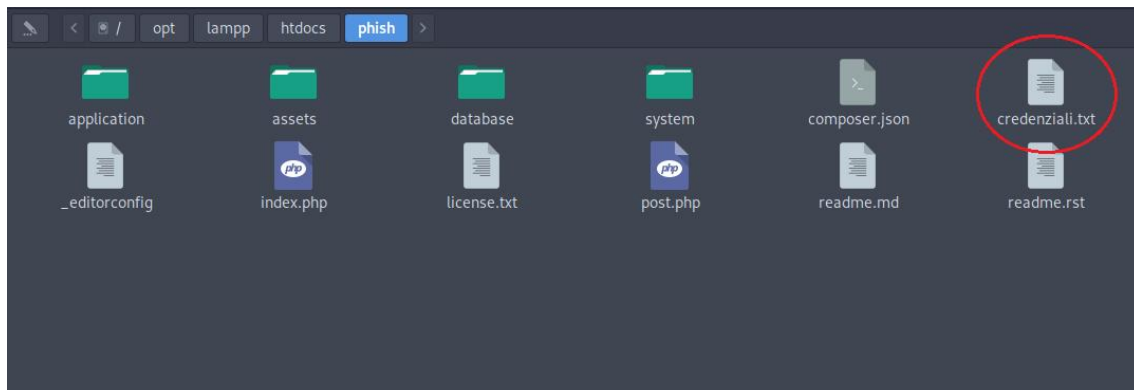 / opt lampp htdocs phish
application assets database system composer.json credenziali.txt
_editorconfig index.php license.txt post.php readme.md readme.rst